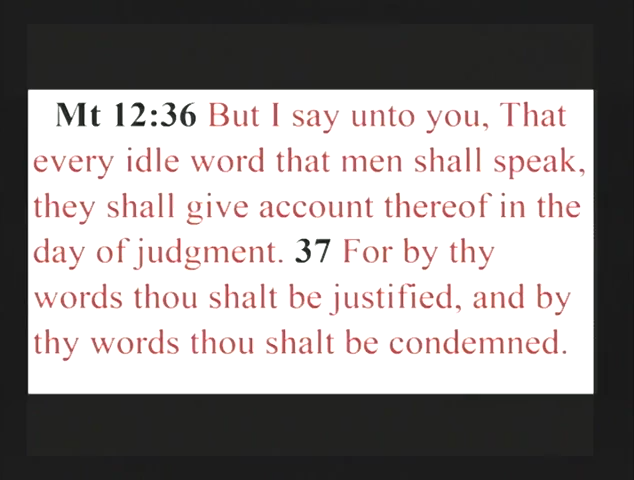 Mt 12:36 But I say unto you, That
every idle word that men shall speak,
they shall give account thereof in the
day of judgment. 37 For by thy
words thou shalt be justified, and by
thy words thou shalt be condemned.